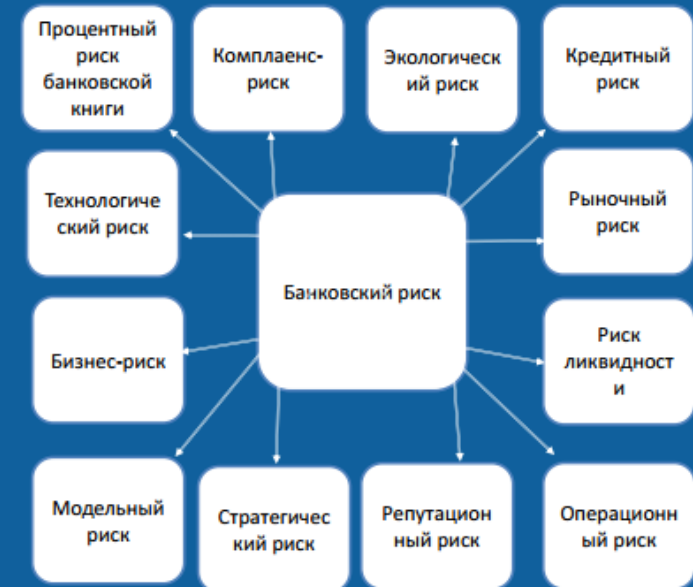 Процентный
риск
банковской
книги
Комплаенс-
риск
Экологическ
ий риск
Кредитный
риск
Технологиче
ский риск
Рыночный
риск
Банковский риск
Бизнес-риск
Риск
ликвидност
и
Модельный
риск
Стратегичес
кий риск
Репутацион
ный риск
Операционн
ый риск